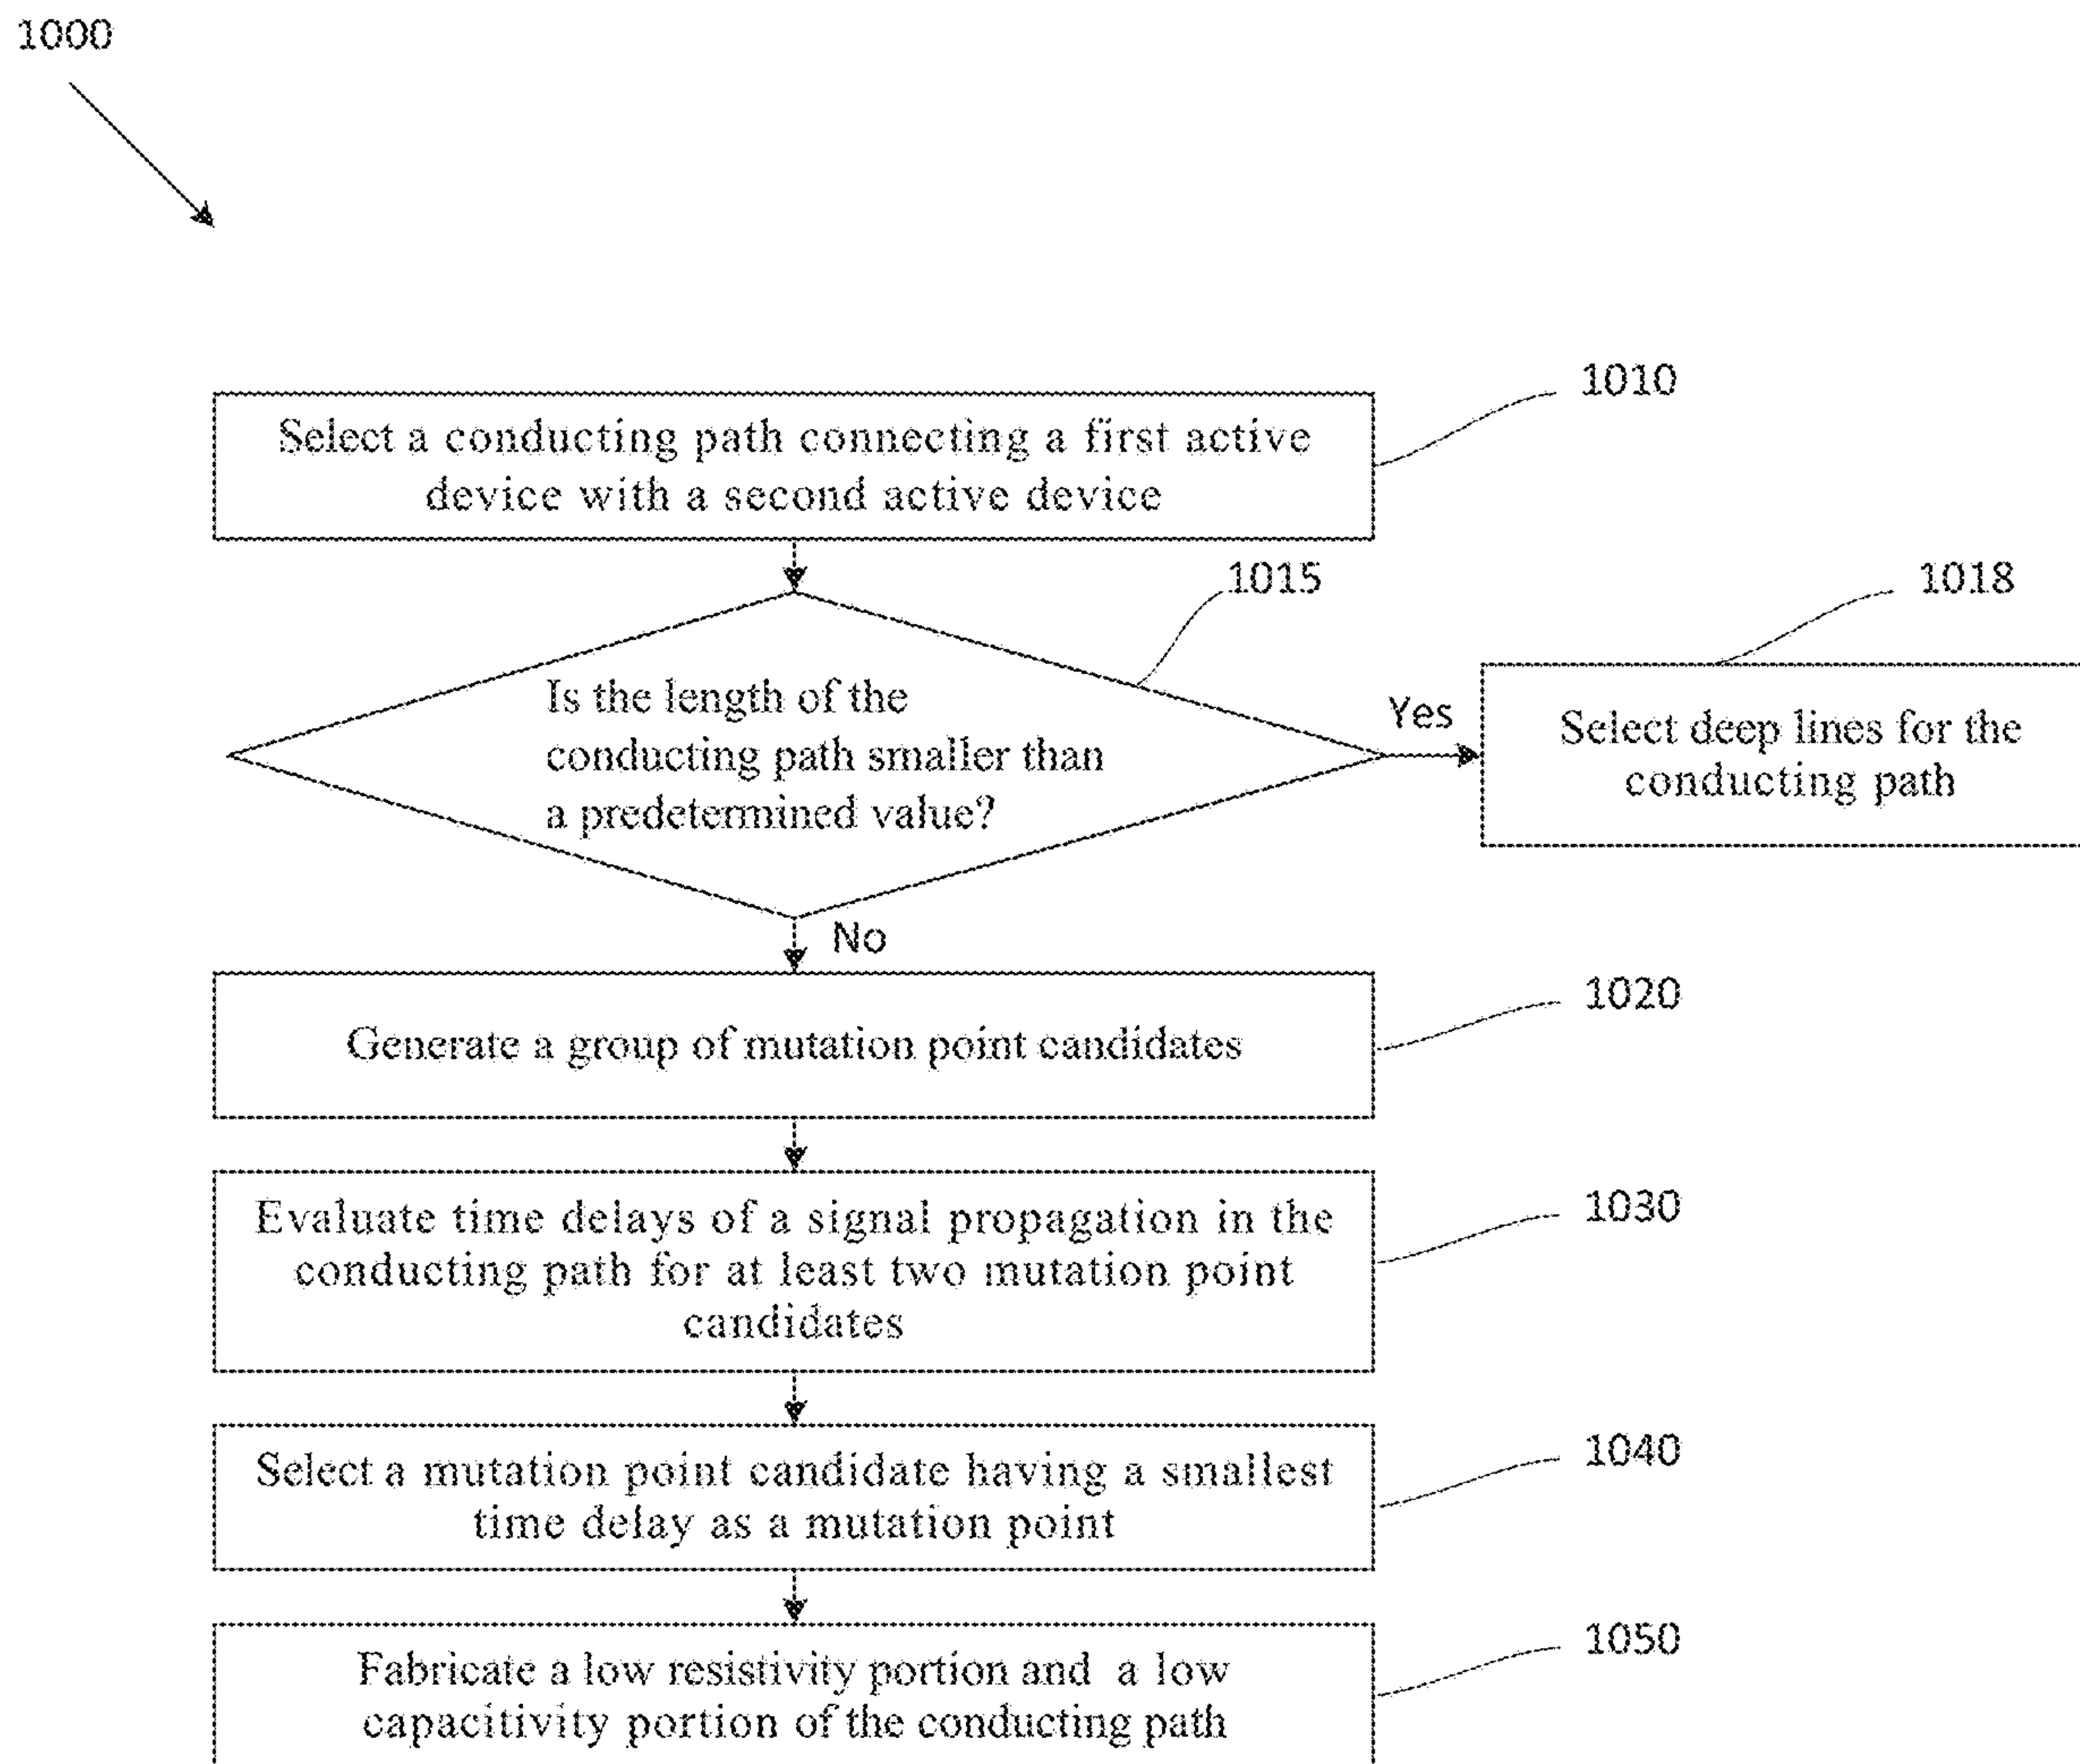 1000
1010
Select a conducting path connecting a first active
device with a second active device
1015
1018
Is the length of the
conducting path smaller than
a predetermined value?
Yes
Select deep lines for the
conducting path
No
1020
Generate a group of mutation point candidates
1030
Evaluate time delays of a signal propagation in the
conducting path for at least two mutation point
candidates
1040
Select a mutation point candidate having a smallest
time delay as a mutation point
1050
Fabricate a low resistivity portion and a low
capacitivity portion of the conducting path